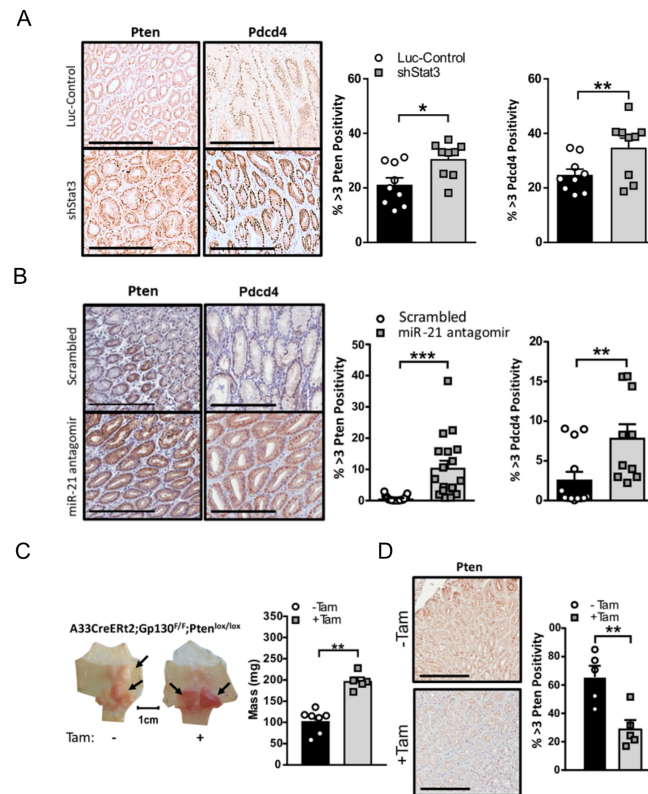 A
Pten
Pdcd4
Luc-Control
shStat3
Luc-Control
shStat3
% >3 Pten Positivity
60
40
20
0
*
% >3 Pdcd4 Positivity
60
40
20
0
**
B
Pten
Pdcd4
Scrambled
miR-21 antagomir
Scrambled
miR-21 antagomir
% >3 Pten Positivity
50
40
30
20
10
0
***
% >3 Pdcd4 Positivity
20
15
10
5
0
**
C
A33CreERt2;Gp130F/F;Ptenlox/lox
1cm
Tam: - +
-Tam
+Tam
Mass (mg)
350
300
250
200
150
100
50
0
**
D
Pten
-Tam
+Tam
- Tam
+Tam
% >3 Pten Positivity
100
80
60
40
20
0
**